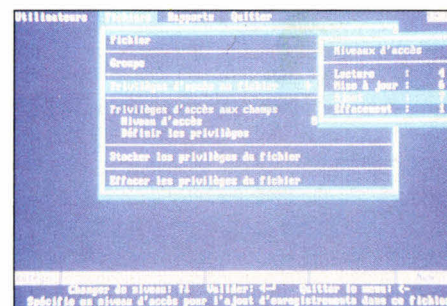 Utilisateurs Fichiers Rapports Quitter
Fichier
Groupe
Privilèges d'accès au fichier
Privilèges d'accès aux champs
Niveau d'accès
Définir les privilèges
Stocker les privilèges du fichier
Effacer les privilèges du fichier
Niveaux d'accès
Lecture : 4
Mise à jour : 6
Ajout :
Effacement :
Changer de niveau: ↑↓ Valider: <─┘ Quitter le menu: <-
Spécifie un niveau d'accès pour l'ajout d'enregistrements dans ce fichier